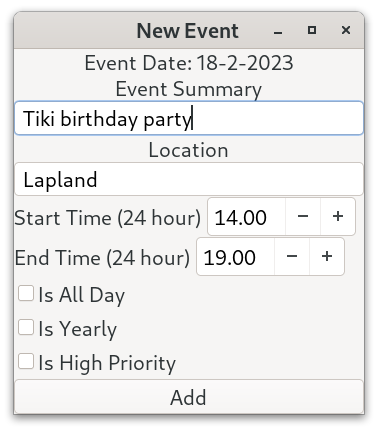 New Event
Event Date: 18-2-2023
Event Summary
Tiki birthday party
Location
Lapland
Start Time (24 hour) 14.00 − +
End Time (24 hour) 19.00 − +
Is All Day
Is Yearly
Is High Priority
Add